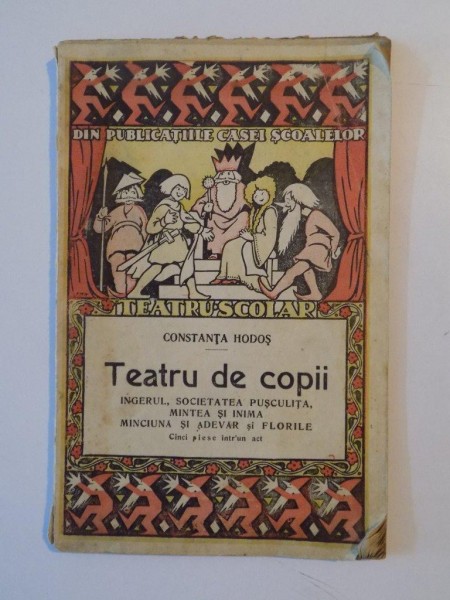 DIN PUBLICAȚIILE CASEI ȘCOALELOR
TEATRU·ȘCOLAR
CONSTANȚA HODOȘ
Teatru de copii
INGERUL, SOCIETATEA PUȘCULIȚA,
MINTEA ȘI INIMA
MINCIUNA ȘI ADEVAR și FLORILE
Cinci piese într'un act